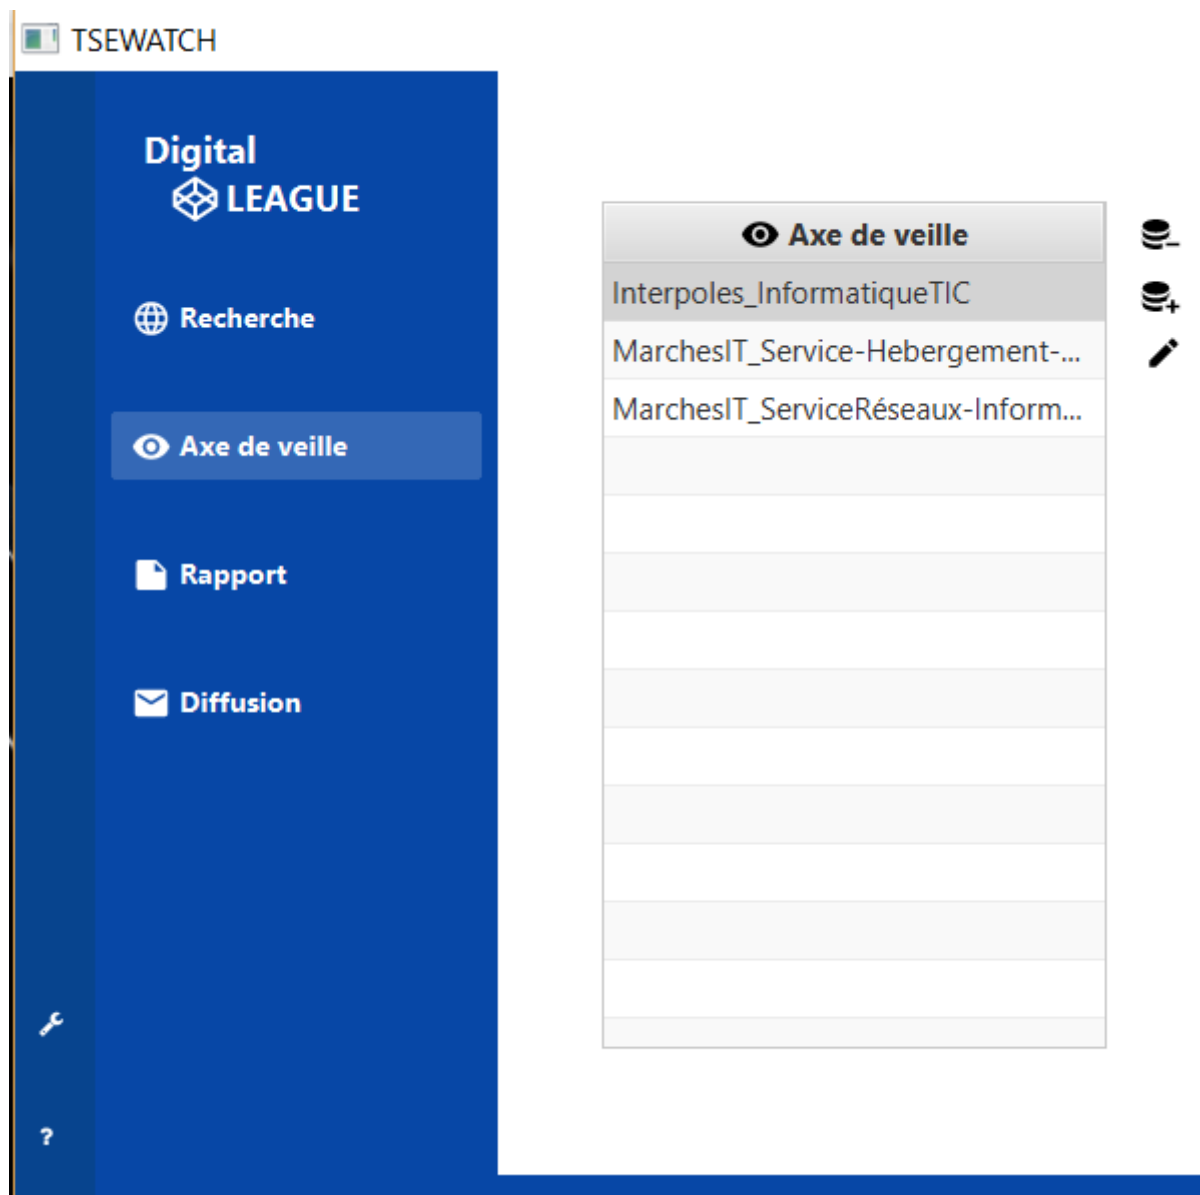 TSEWATCH
Digital
LEAGUE
Recherche
Axe de veille
Rapport
Diffusion
?
Axe de veille
Interpoles_InformatiqueTIC
MarchesIT_Service-Hebergement-...
MarchesIT_ServiceRéseaux-Inform...